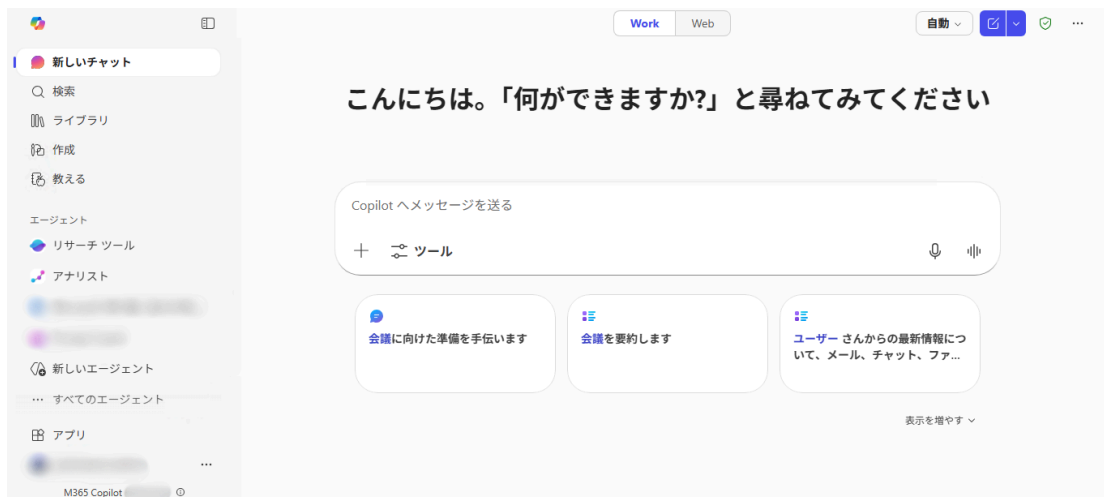 Work
Web
自動
新しいチャット
検索
ライブラリ
作成
教える
エージェント
リサーチ ツール
アナリスト
新しいエージェント
すべてのエージェント
アプリ
M365 Copilot
こんにちは。「何ができますか?」と尋ねてみてください
Copilot へメッセージを送る
ツール
会議に向けた準備を手伝います
会議を要約します
ユーザー さんからの最新情報につ
いて、メール、チャット、ファ...
表示を増やす